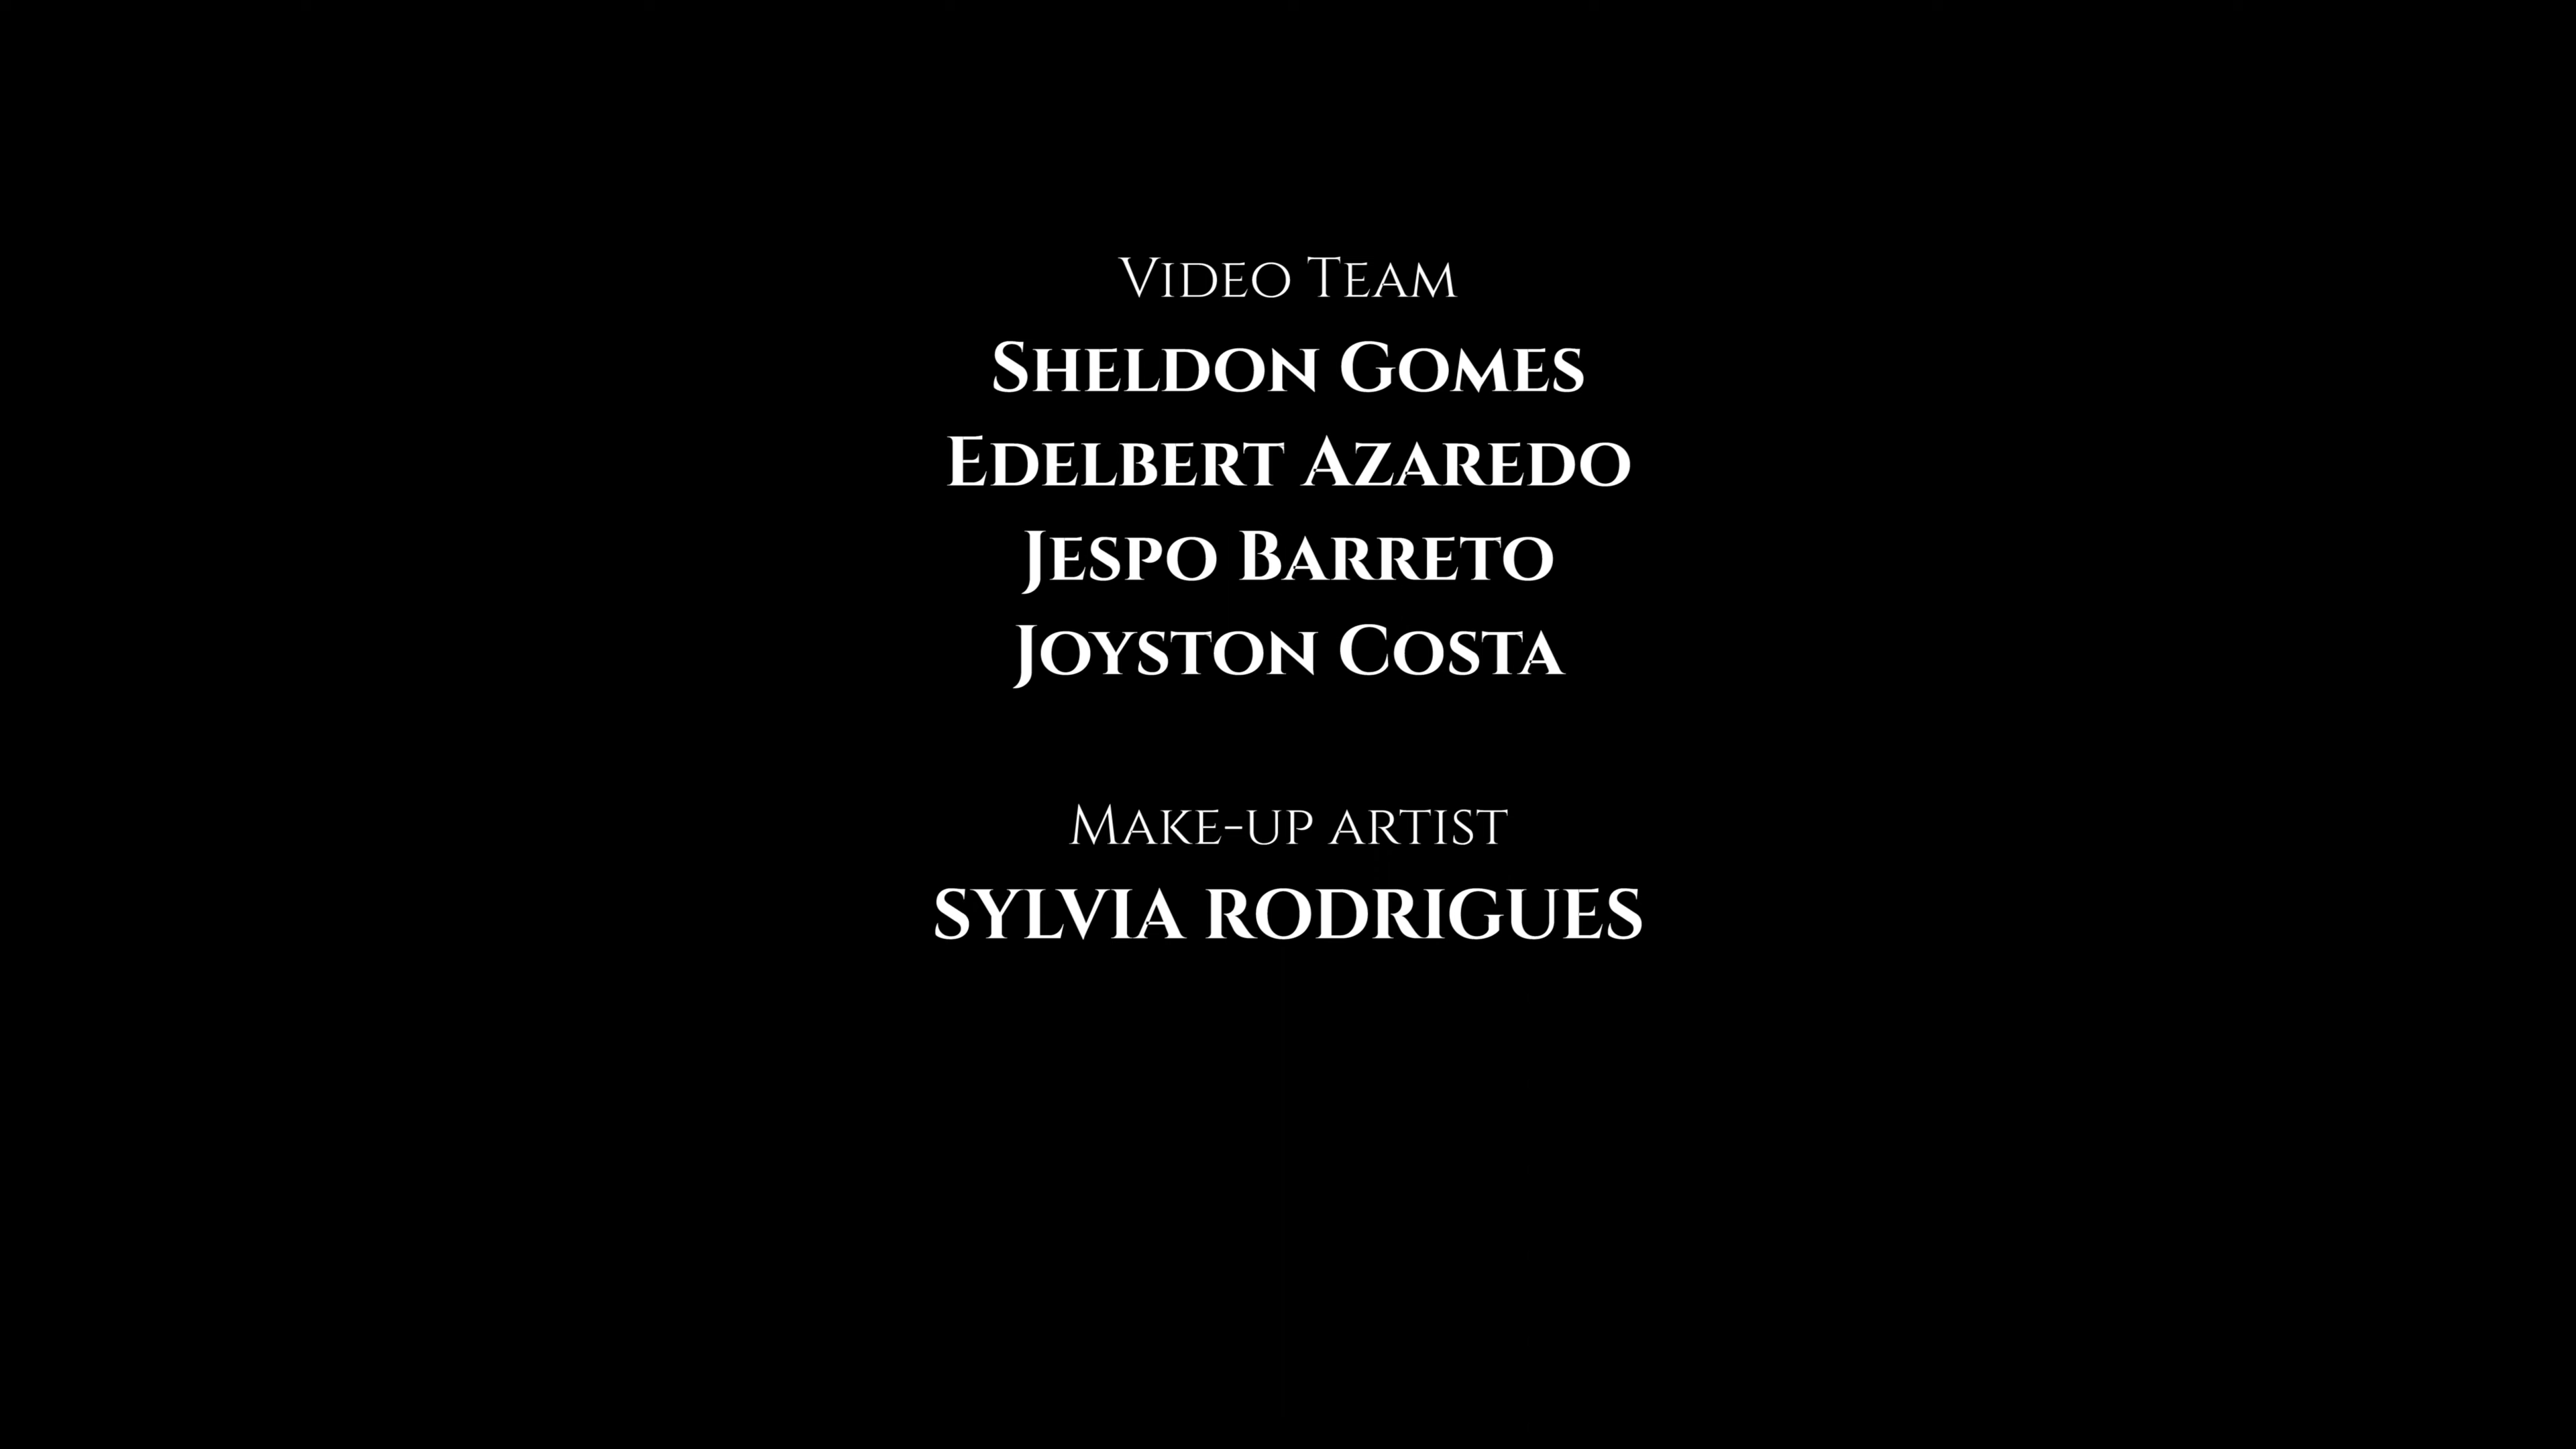 Video Team
Sheldon Gomes
Edelbert Azaredo
Jespo Barreto
Joyston Costa
Make-up artist
SYLVIA RODRIGUES